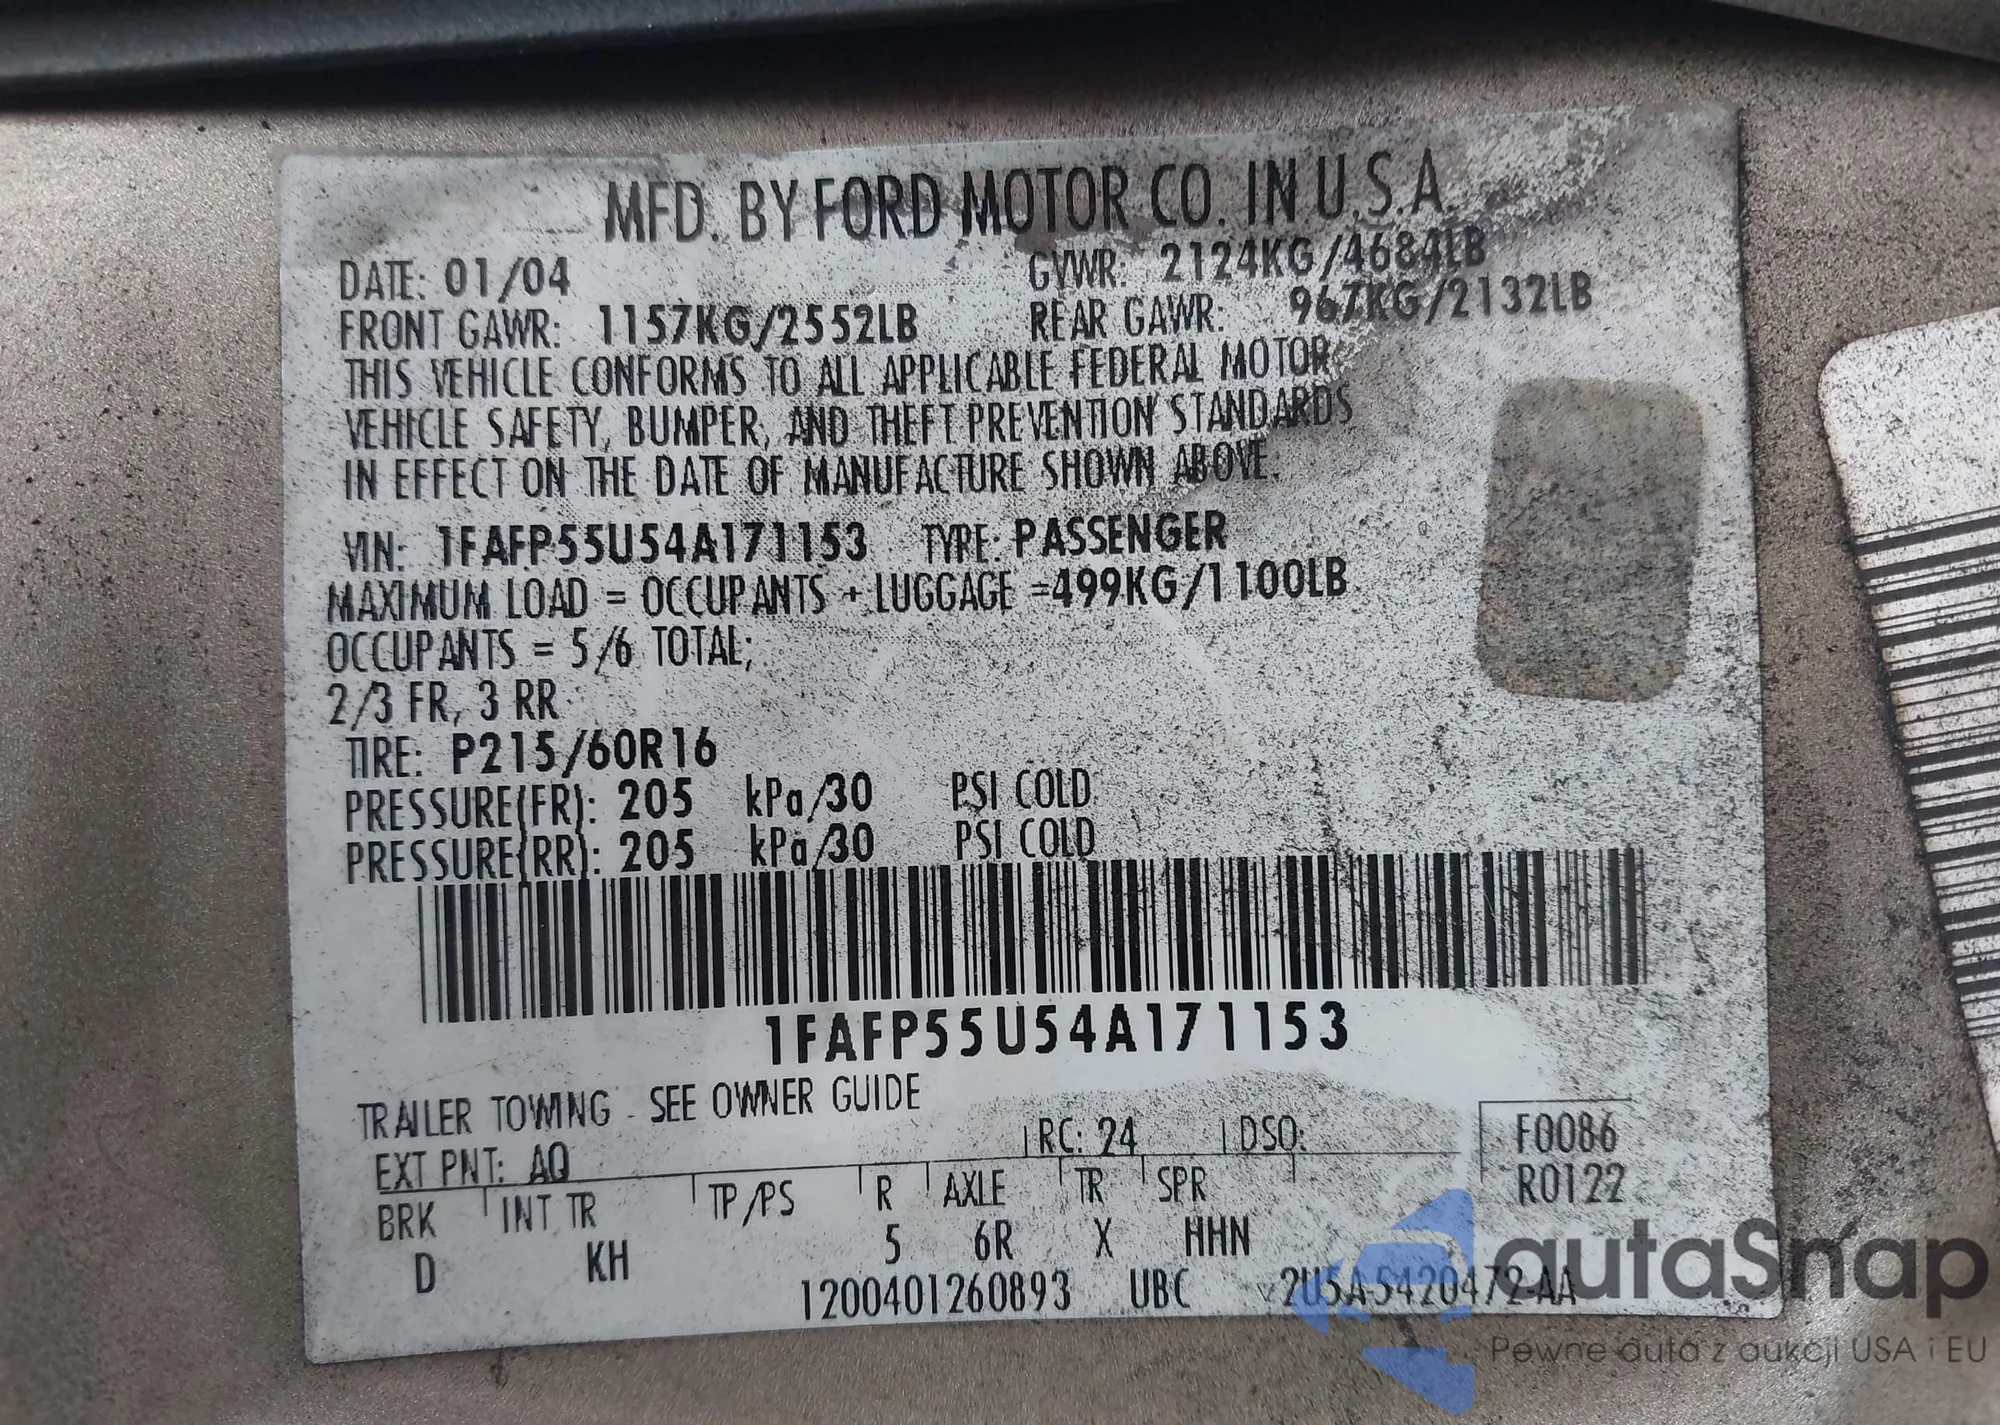 MFD. BY FORD MOTOR CO. IN U.S.A.
DATE: 01/04 GVWR: 2124KG/4684LB
FRONT GAWR: 1157KG/2552LB REAR GAWR: 967KG/2132LB
THIS VEHICLE CONFORMS TO ALL APPLICABLE FEDERAL MOTOR
VEHICLE SAFETY, BUMPER, AND THEFT PREVENTION STANDARDS
IN EFFECT ON THE DATE OF MANUFACTURE SHOWN ABOVE.
VIN: 1FAFP55U54A171153 TYPE: PASSENGER
MAXIMUM LOAD = OCCUPANTS + LUGGAGE =499KG/1100LB
OCCUPANTS = 5/6 TOTAL;
2/3 FR, 3 RR
TIRE: P215/60R16
PRESSURE(FR): 205 kPa/30 PSI COLD
PRESSURE(RR): 205 kPa/30 PSI COLD
1FAFP55U54A171153
TRAILER TOWING - SEE OWNER GUIDE
EXT PNT: AQ RC: 24 DSO: F0086
R0122
BRK INT TR TP/PS R AXLE TR SPR
D KH 5 6R X HHN
1200401260893 UBC 2U5A-5420472-AA
autaSnap
Pewne auta z aukcji USA i EU